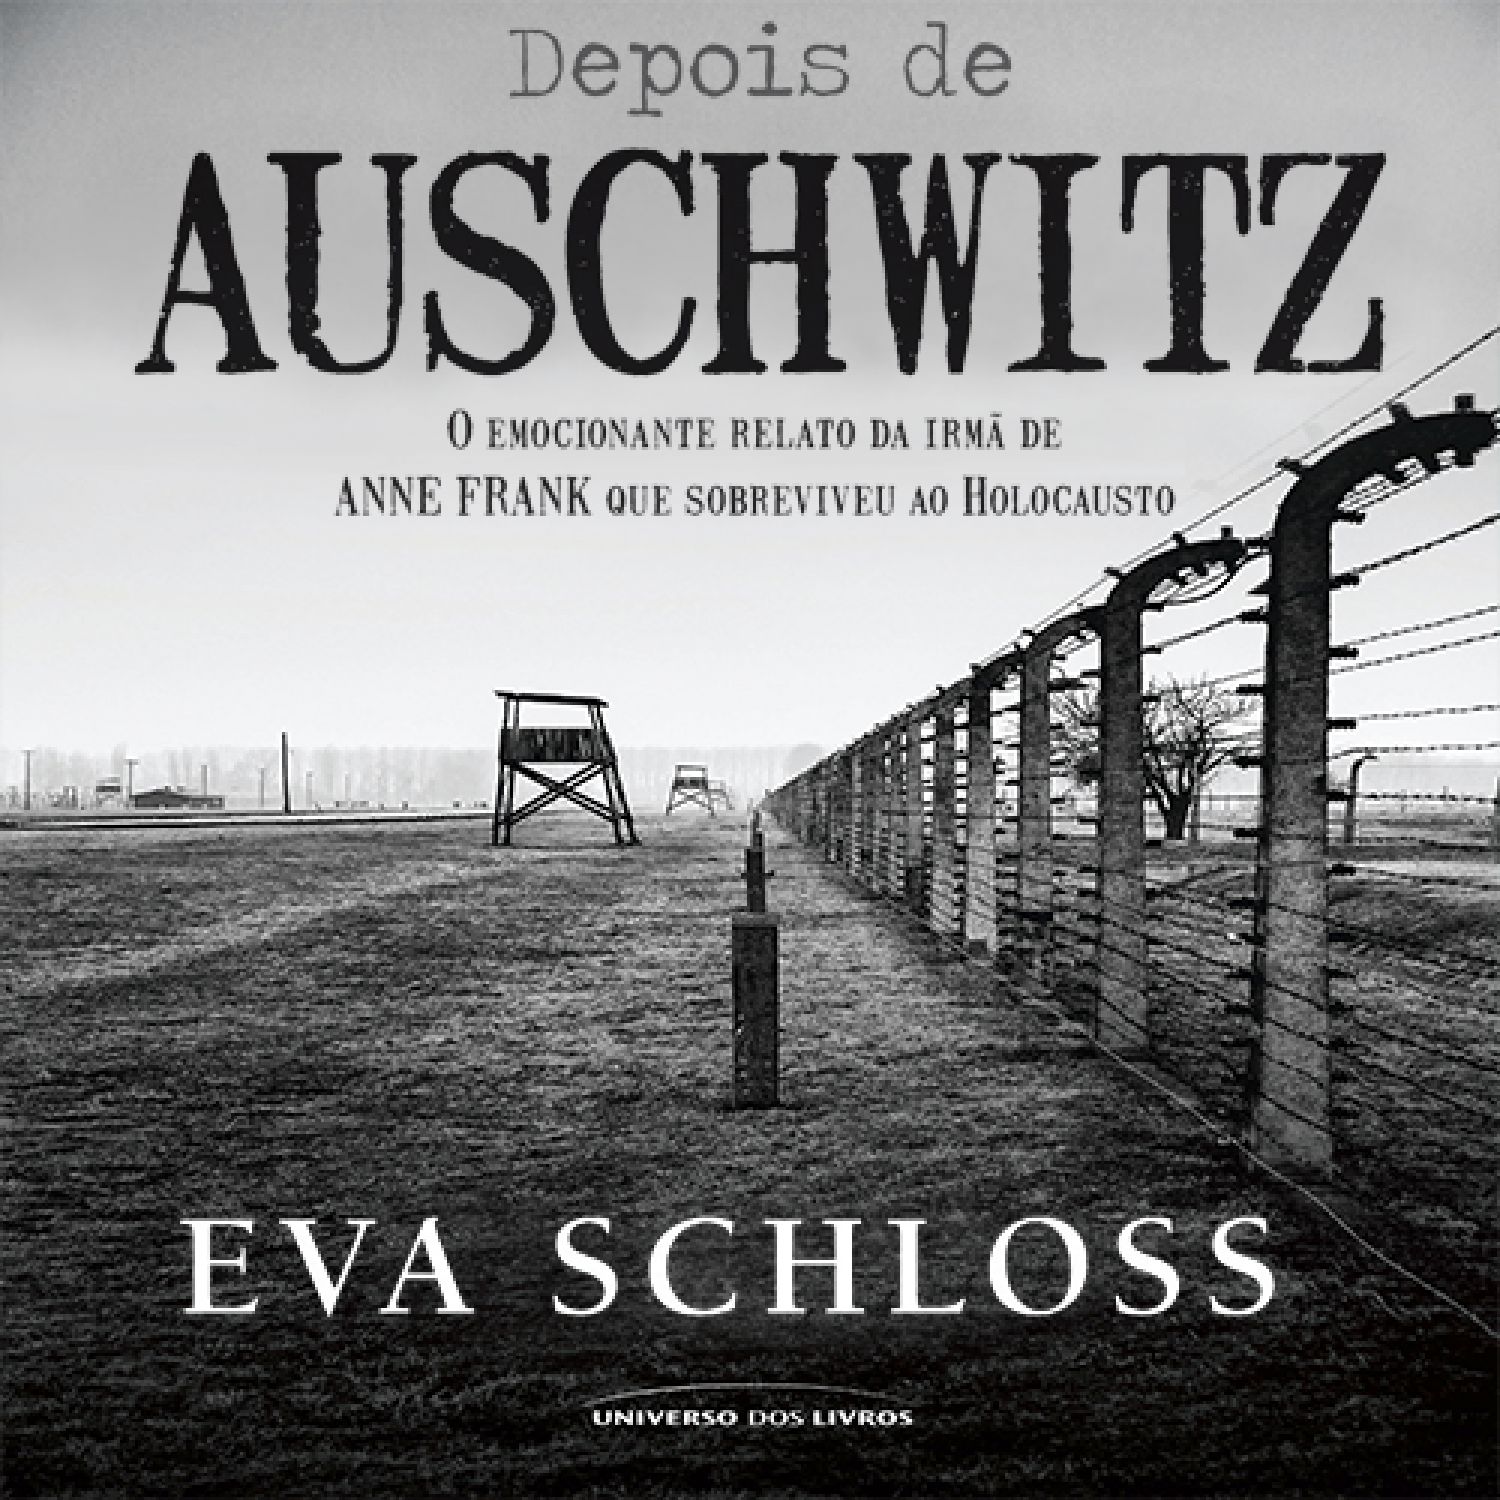 Depois de
AUSCHWITZ
O EMOCIONANTE RELATO DA IRMÃ DE
ANNE FRANK QUE SOBREVIVEU AO HOLOCAUSTO
EVA SCHLOSS
UNIVERSO DOS LIVROS